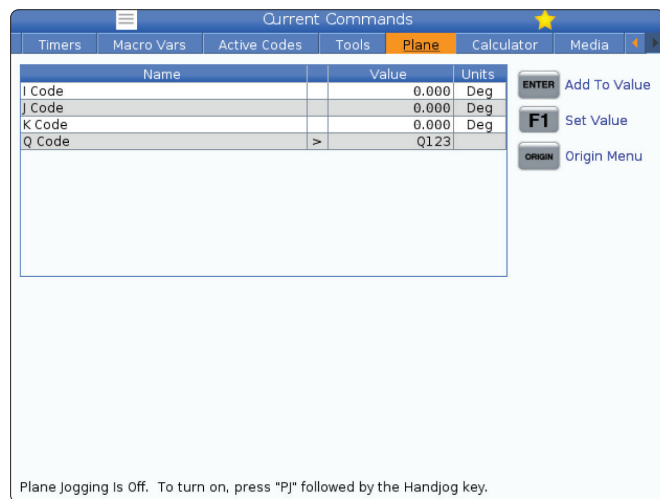 Current Commands
Timers Macro Vars Active Codes Tools Plane Calculator Media
Name Value Units
I Code 0.000 Deg
J Code 0.000 Deg
K Code 0.000 Deg
Q Code > Q123
ENTER Add To Value
F1 Set Value
ORIGIN Origin Menu
Plane Jogging Is Off. To turn on, press "PJ" followed by the Handjog key.